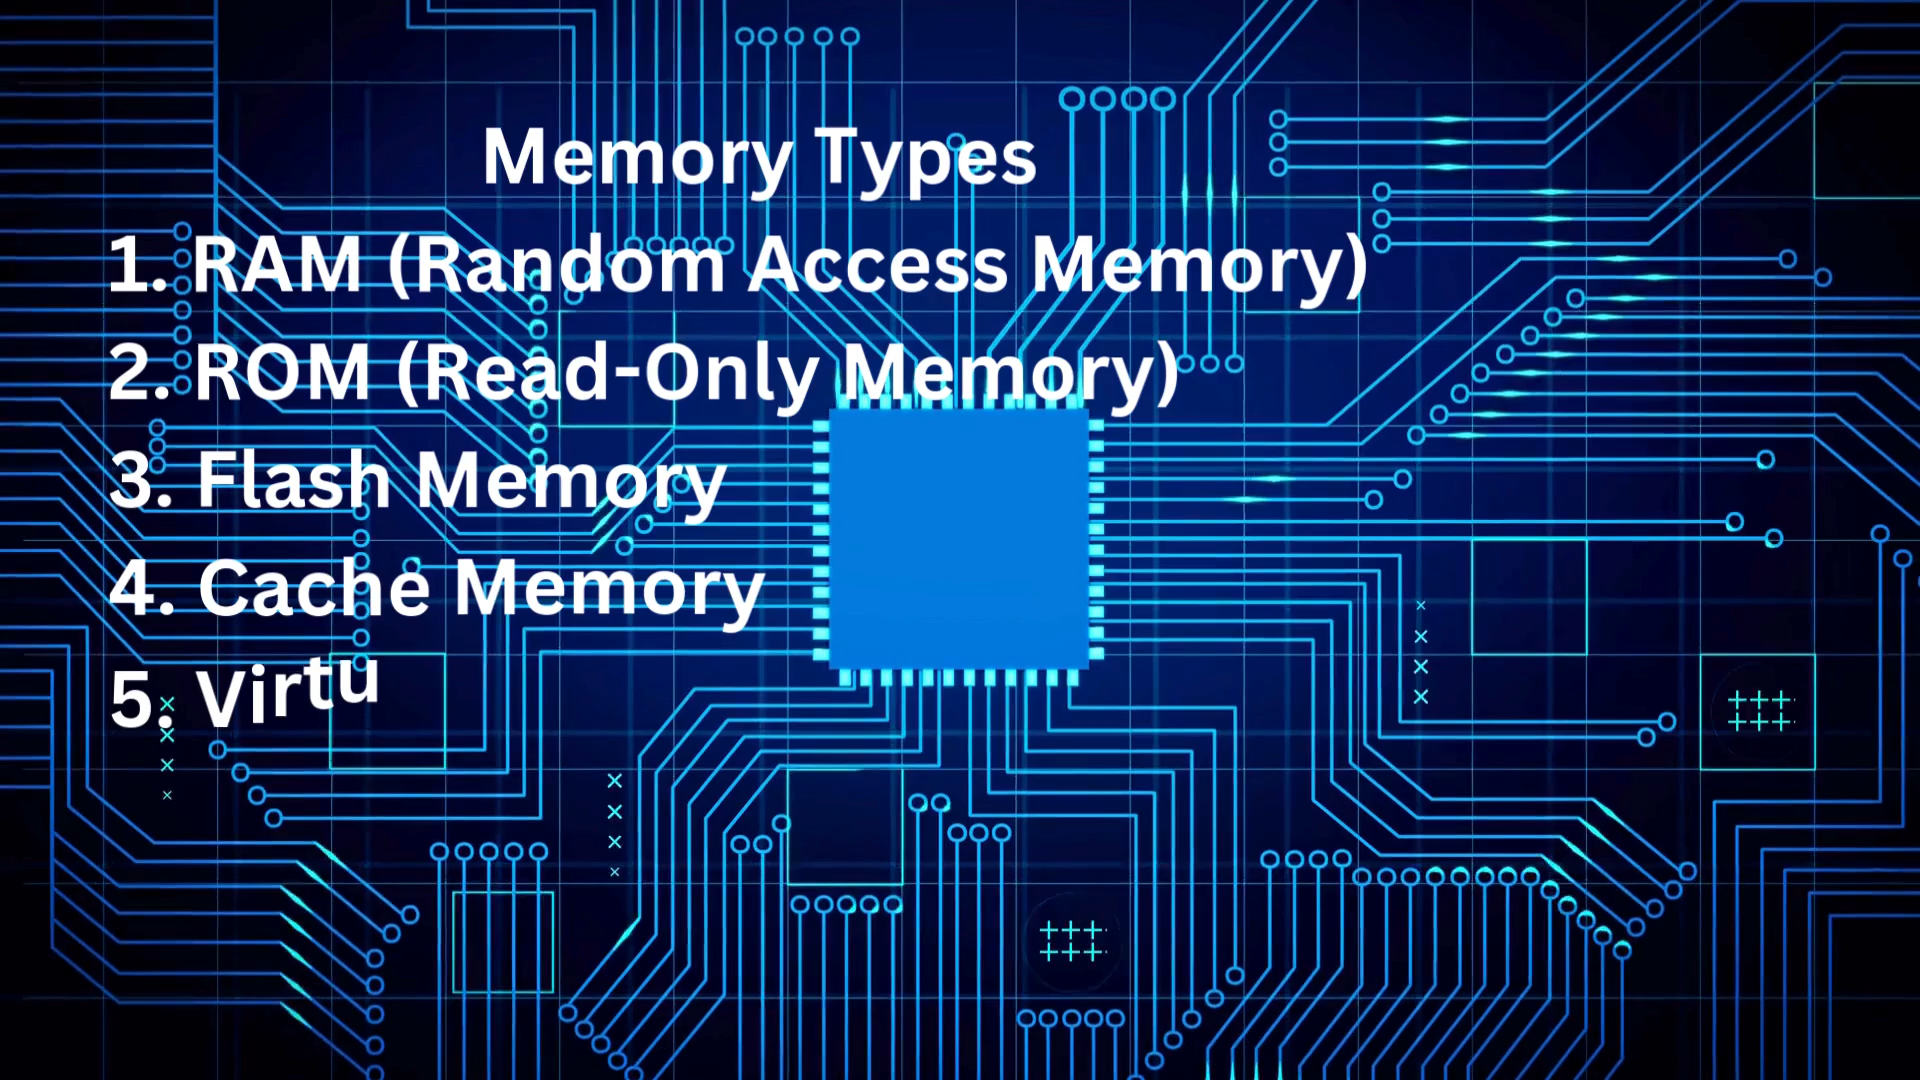 Memory Types
1. RAM (Random Access Memory)
2. ROM (Read-Only Memory)
3. Flash Memory
4. Cache Memory
5. Virtu